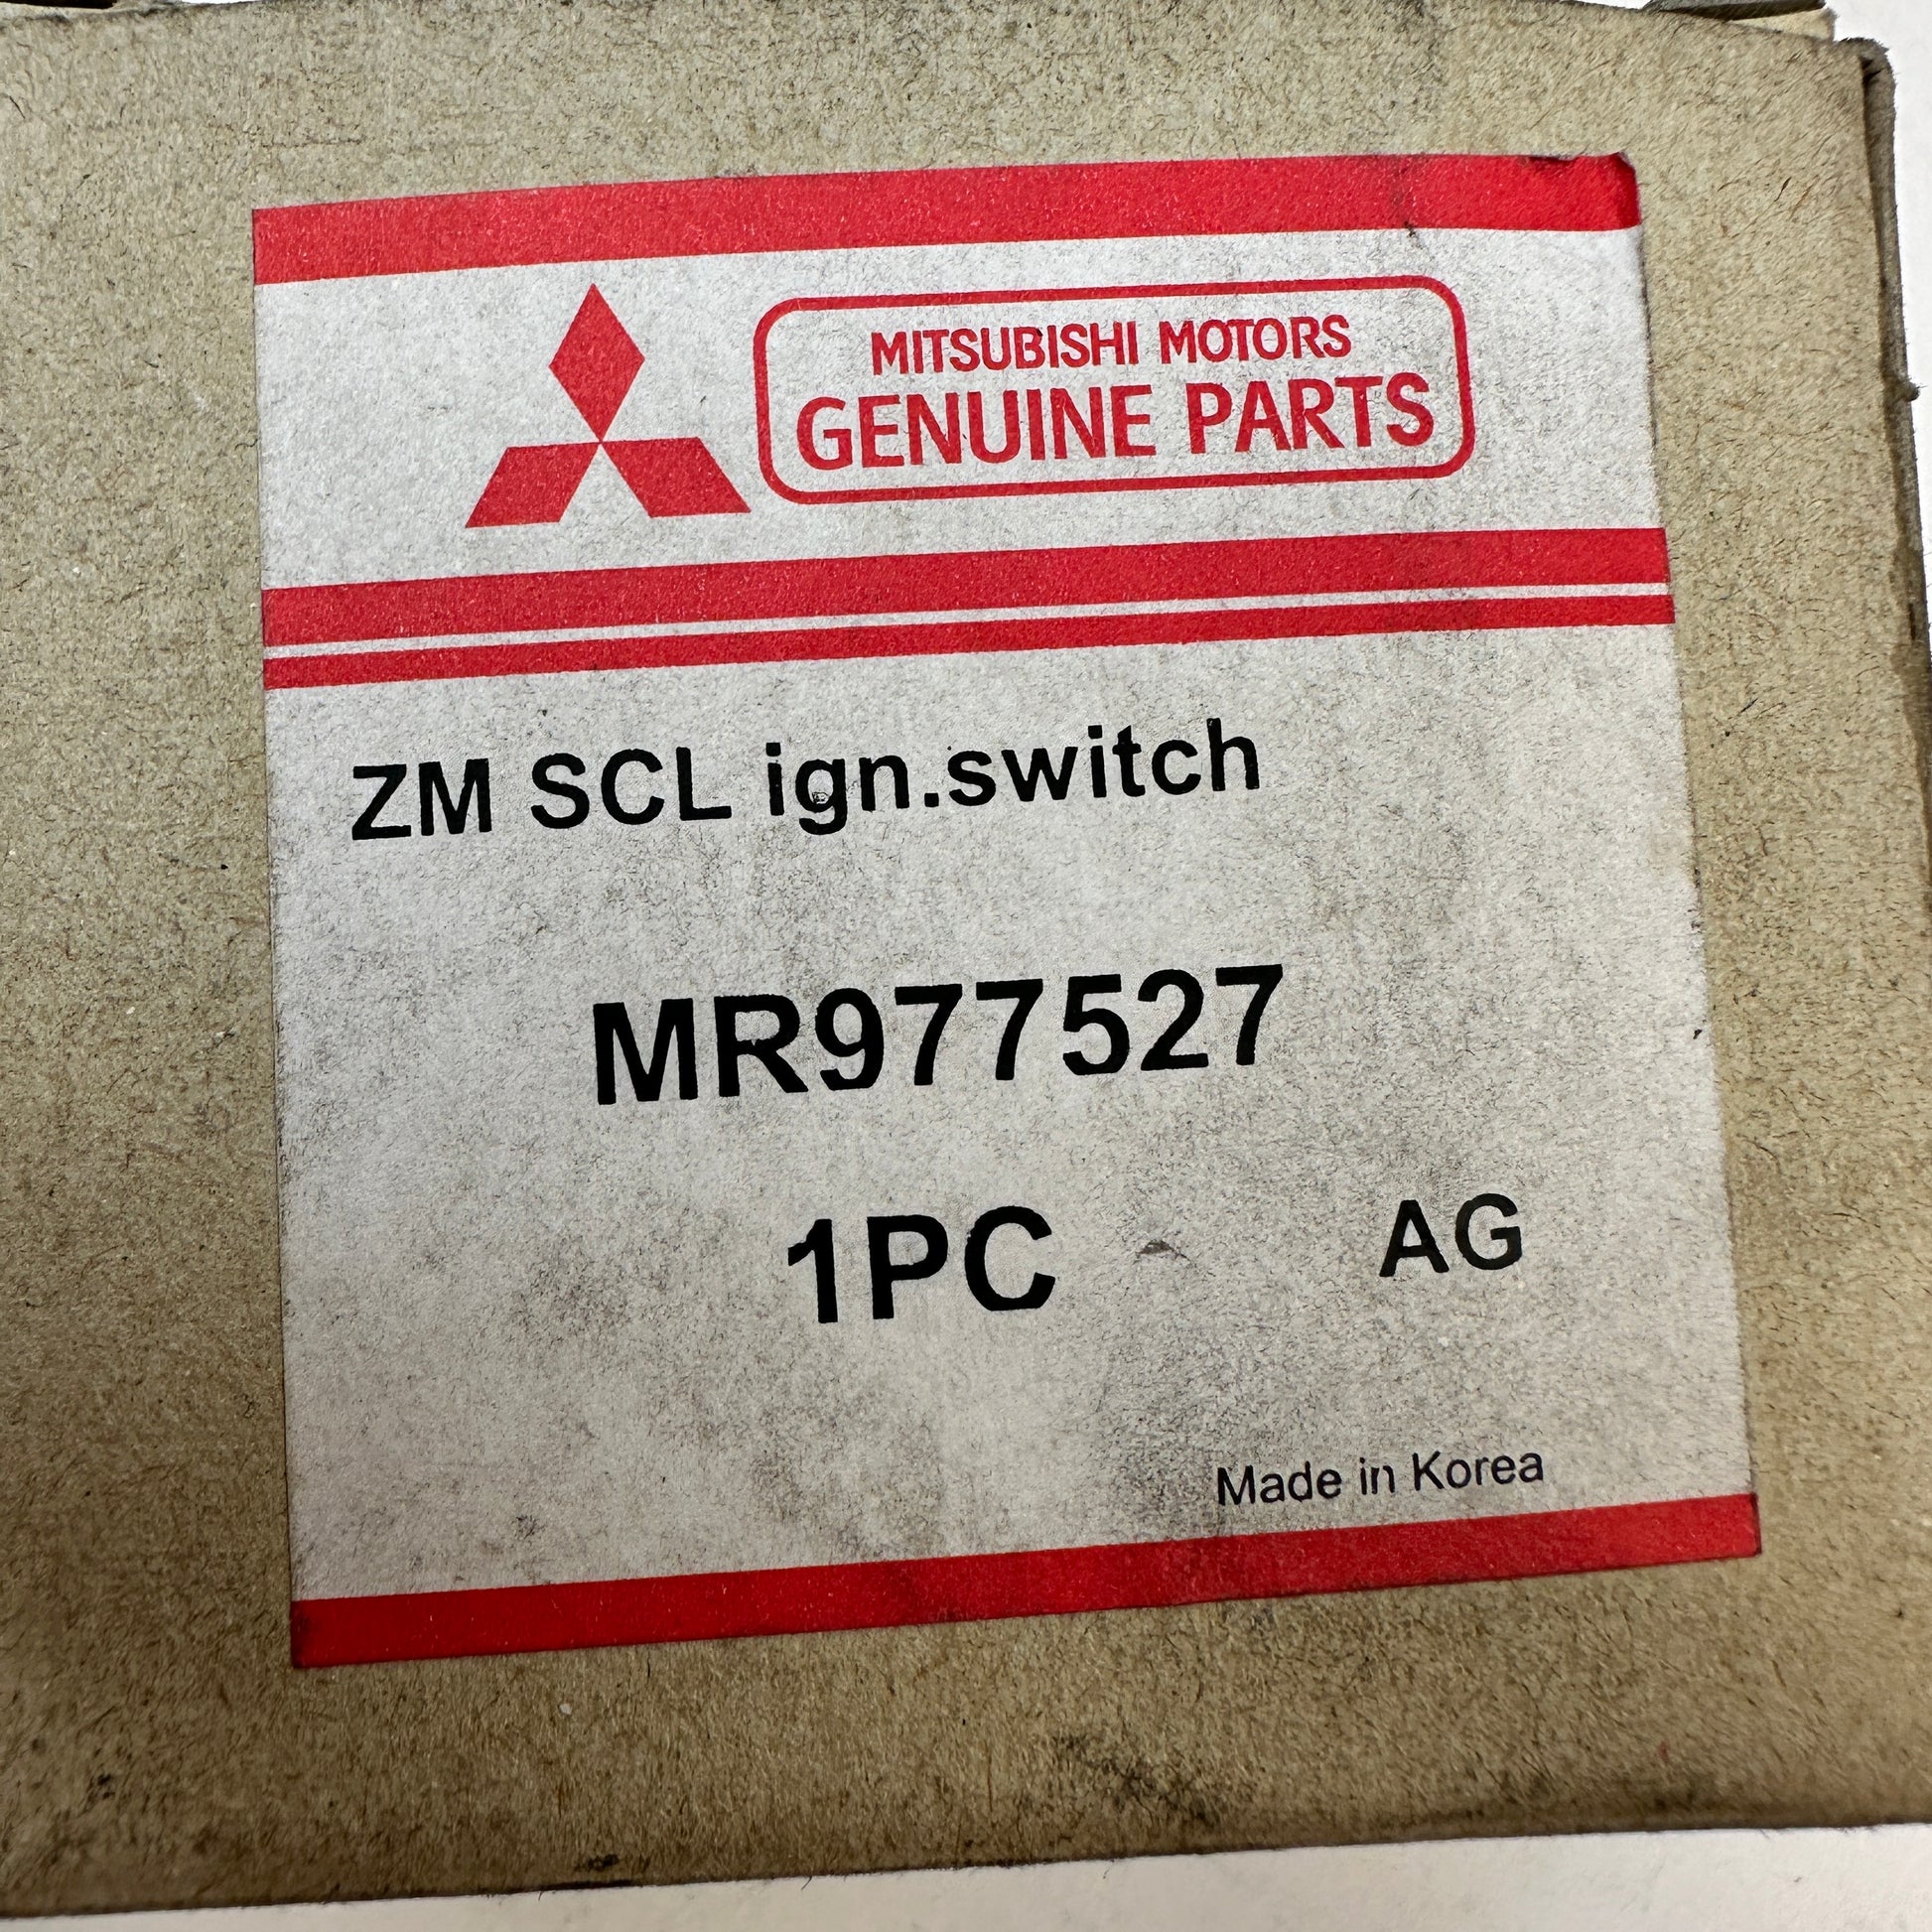 MITSUBISHI MOTORS
GENUINE PARTS
ZM SCL ign.switch
MR977527
1PC AG
Made in Korea